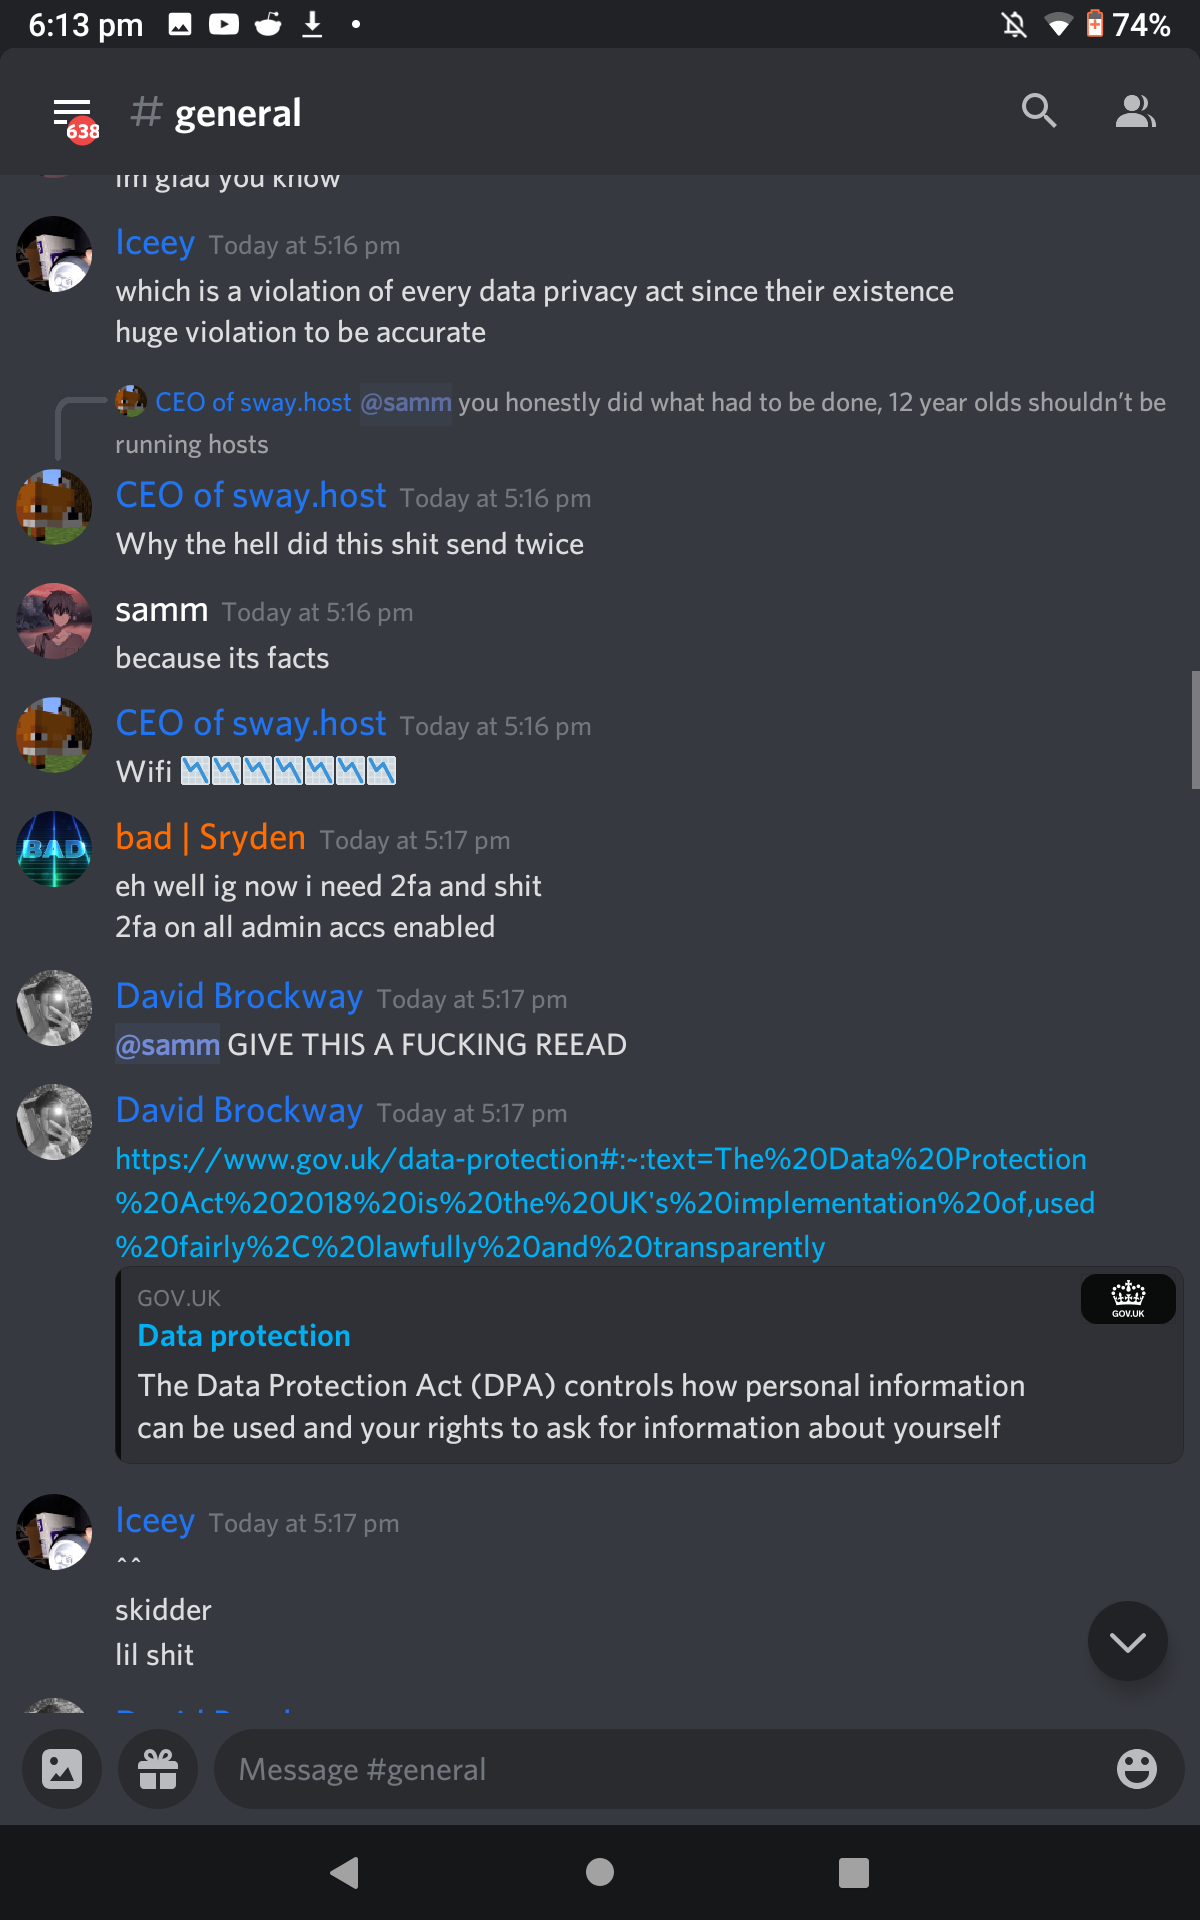 6:13 pm 74%
638 # general
im glad you know
Iceey Today at 5:16 pm
which is a violation of every data privacy act since their existence
huge violation to be accurate
CEO of sway.host @samm you honestly did what had to be done, 12 year olds shouldn't be
running hosts
CEO of sway.host Today at 5:16 pm
Why the hell did this shit send twice
samm Today at 5:16 pm
because its facts
CEO of sway.host Today at 5:16 pm
Wifi 📉📉📉📉📉📉📉
BAD
bad | Sryden Today at 5:17 pm
eh well ig now i need 2fa and shit
2fa on all admin accs enabled
David Brockway Today at 5:17 pm
@samm GIVE THIS A FUCKING REEAD
David Brockway Today at 5:17 pm
https://www.gov.uk/data-protection#:~:text=The%20Data%20Protection
%20Act%202018%20is%20the%20UK's%20implementation%20of,used
%20fairly%2C%20lawfully%20and%20transparently
GOV.UK
GOV.UK
Data protection
The Data Protection Act (DPA) controls how personal information
can be used and your rights to ask for information about yourself
Iceey Today at 5:17 pm
^^
skidder
lil shit
Message #general